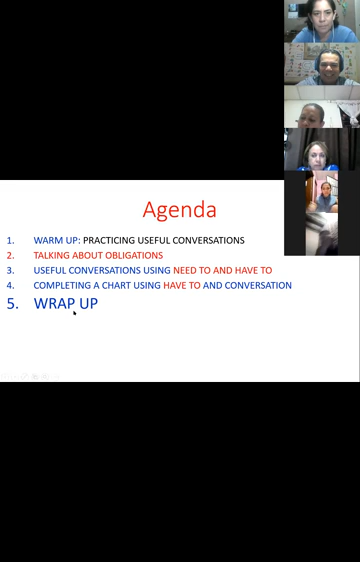 Agenda
1. WARM UP: PRACTICING USEFUL CONVERSATIONS
2. TALKING ABOUT OBLIGATIONS
3. USEFUL CONVERSATIONS USING NEED TO AND HAVE TO
4. COMPLETING A CHART USING HAVE TO AND CONVERSATION
5. WRAP UP